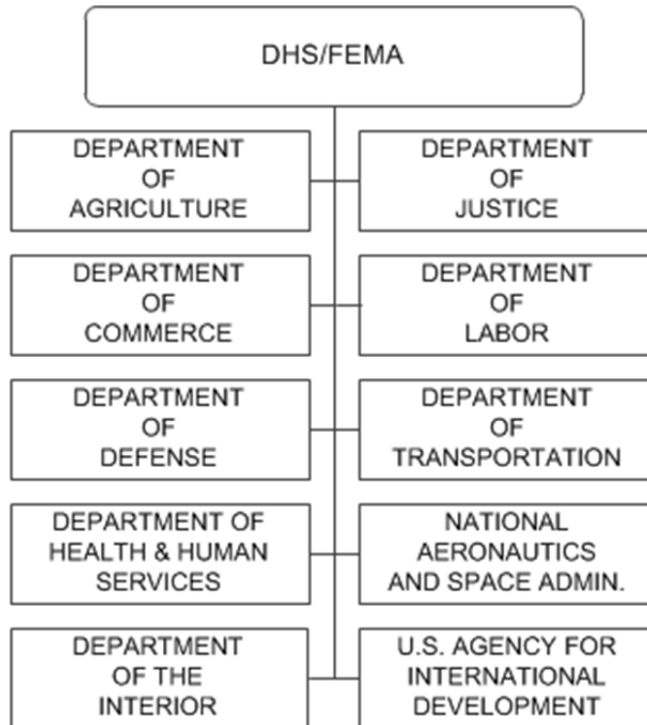 DHS/FEMA
DEPARTMENT
OF
AGRICULTURE
DEPARTMENT
OF
JUSTICE
DEPARTMENT
OF
COMMERCE
DEPARTMENT
OF
LABOR
DEPARTMENT
OF
DEFENSE
DEPARTMENT
OF
TRANSPORTATION
DEPARTMENT OF
HEALTH & HUMAN
SERVICES
NATIONAL
AERONAUTICS
AND SPACE ADMIN.
DEPARTMENT
OF THE
INTERIOR
U.S. AGENCY FOR
INTERNATIONAL
DEVELOPMENT